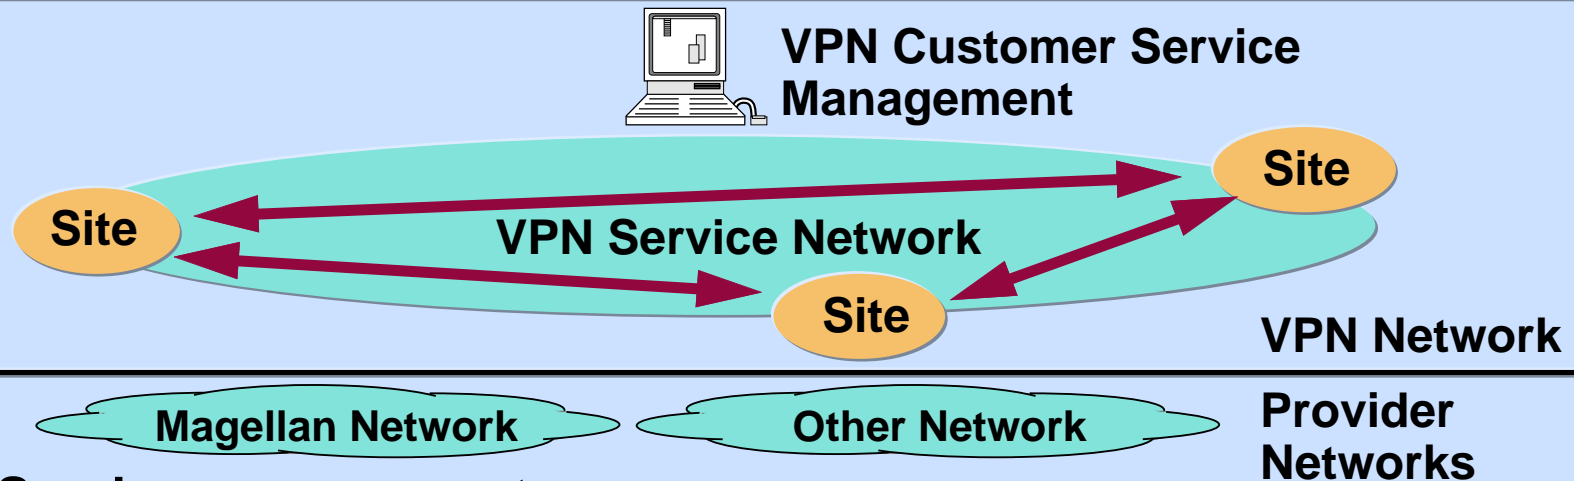 VPN Customer Service
Management
Site
Site
VPN Service Network
Site
VPN Network
Magellan Network
Other Network
Provider
Networks